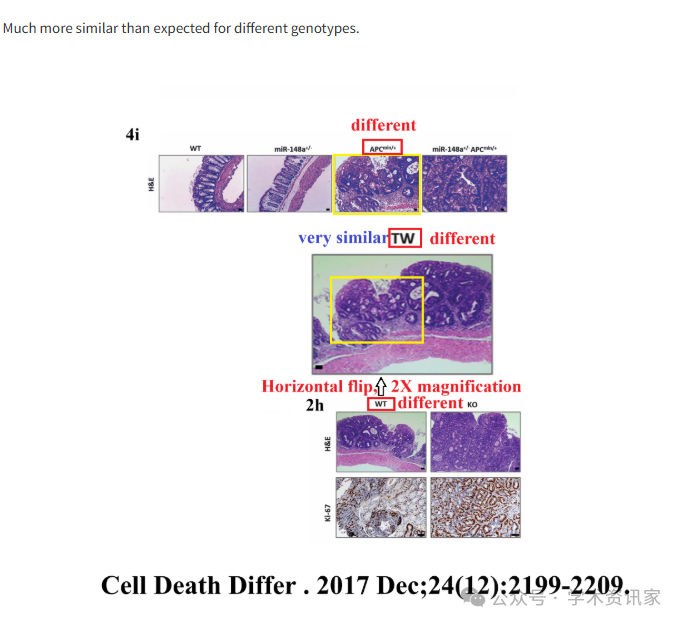 Much more similar than expected for different genotypes.
different
4i
WT miR-148a-/- APCmin/+ miR-148a-/- APCmin/+
H&E
very similar TW different
Horizontal flip, 2X magnification
2h WT different KO
H&E
Ki-67
Cell Death Differ . 2017 Dec;24(12):2199-2209.
公众号 · 学术资讯家